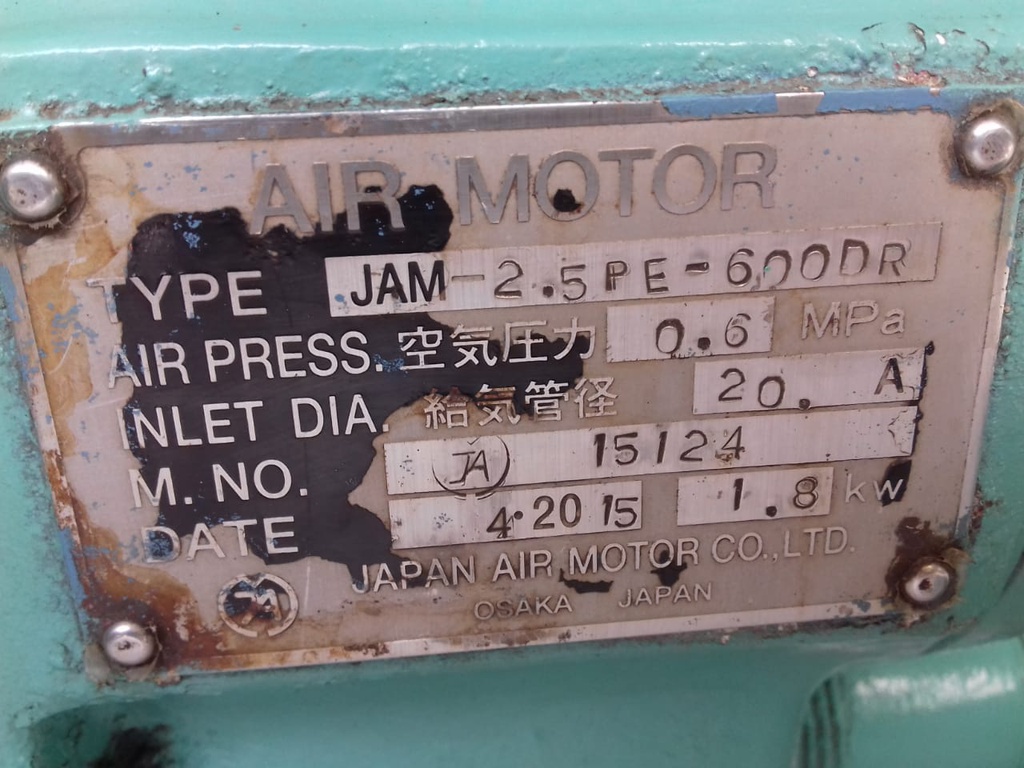 AIR MOTOR
TYPE JAM-2.5PE-600DR
AIR PRESS. 空気圧力 0.6 MPa
INLET DIA. 給気管径 20. A
M. NO. JA 15124
DATE 4·2015 1.8 kw
JAPAN AIR MOTOR CO.,LTD.
JA OSAKA JAPAN